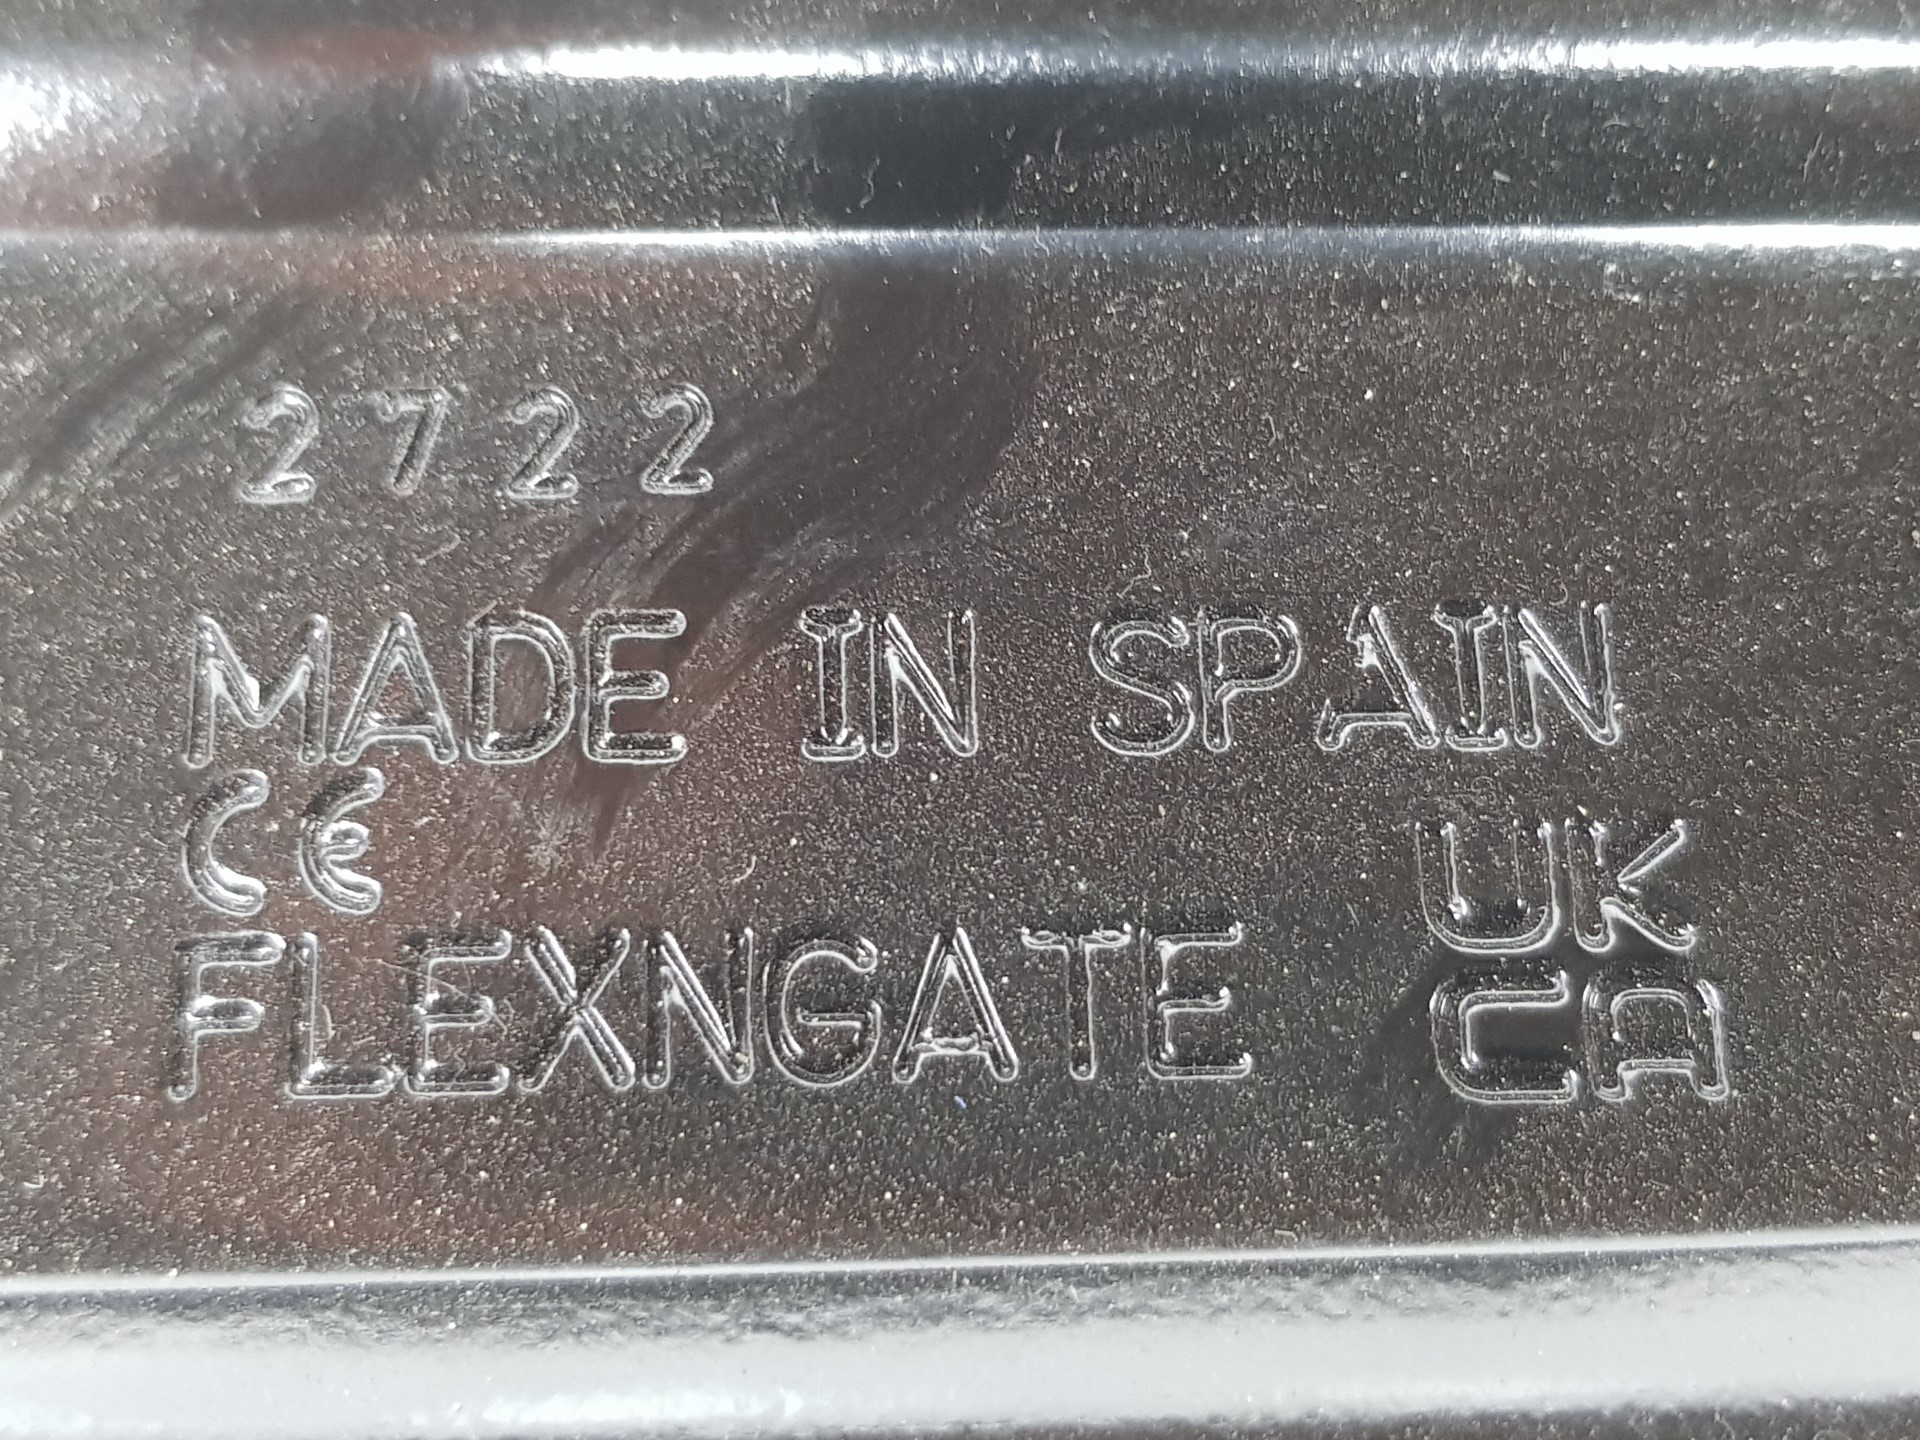 2722
MADE IN SPAIN
CE
UK
CA
FLEXNGATE